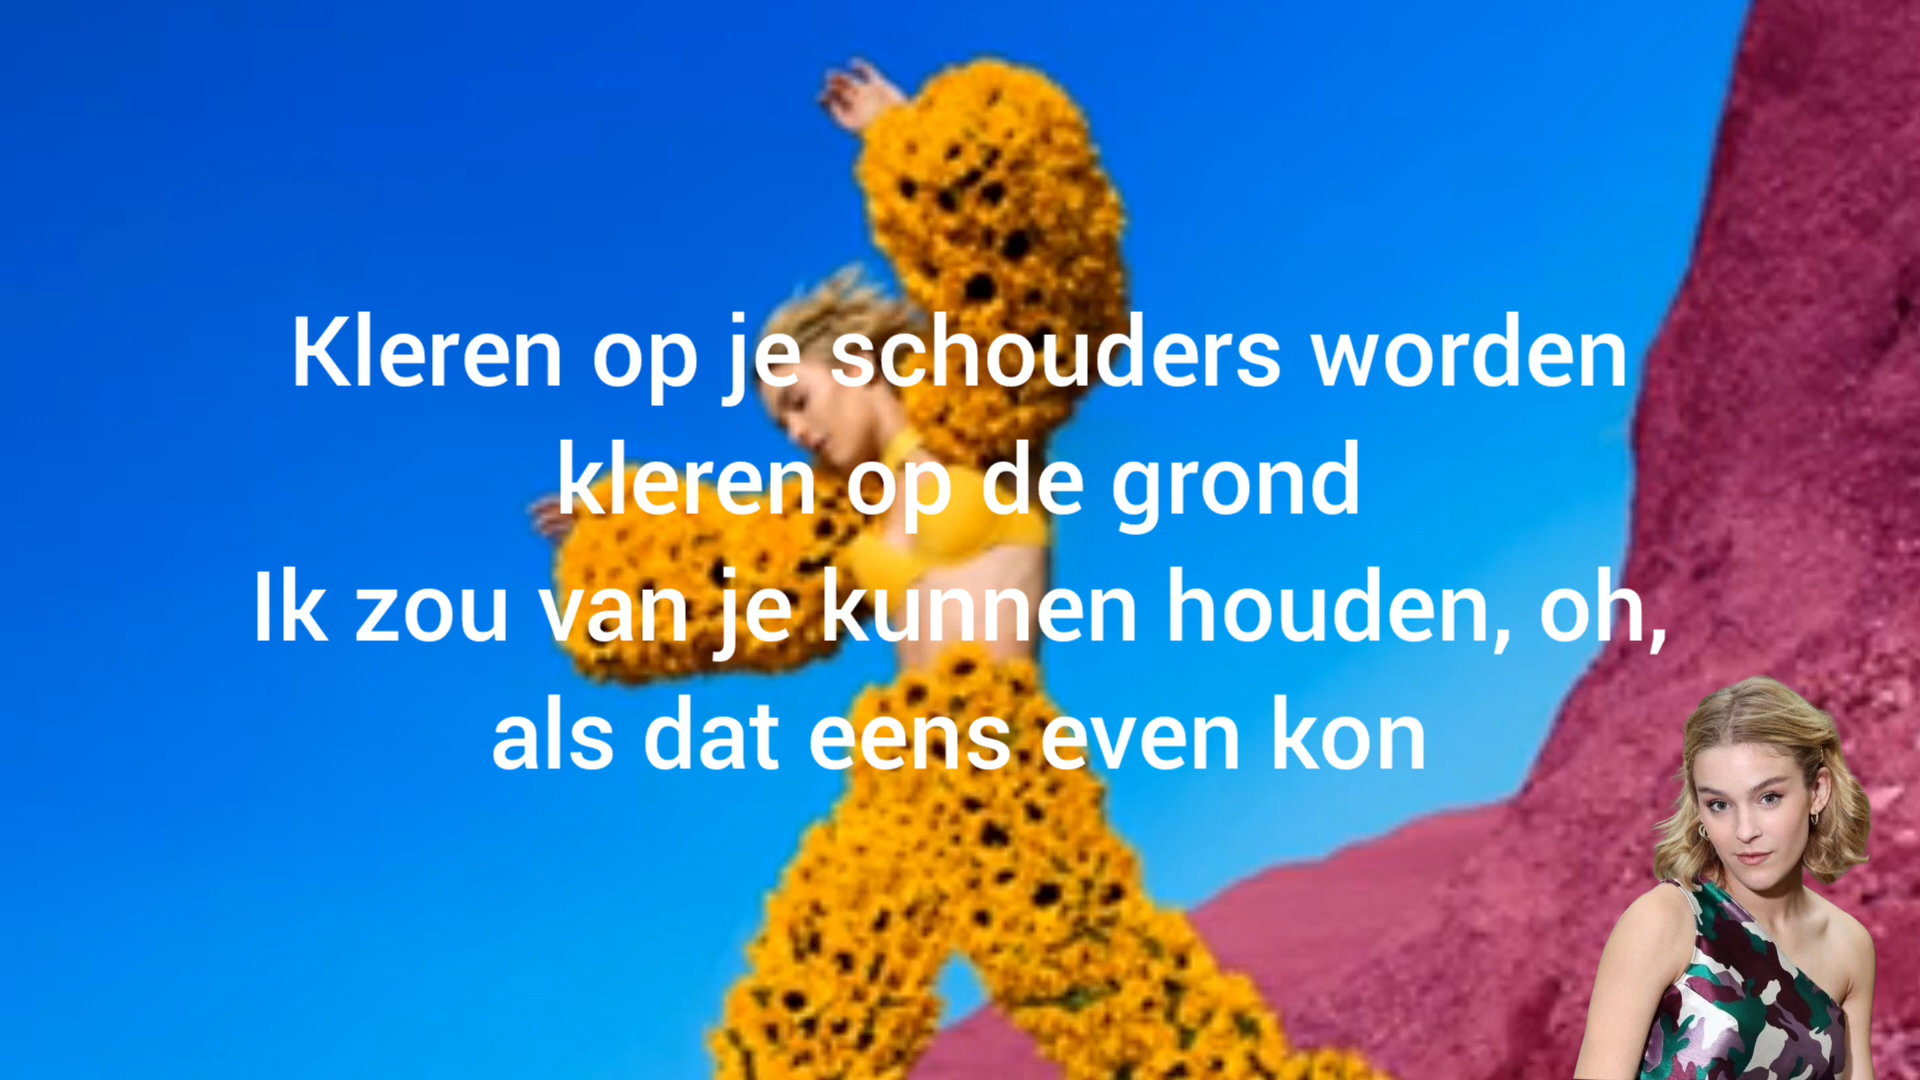 Kleren op je schouders worden
kleren op de grond
Ik zou van je kunnen houden, oh,
als dat eens even kon